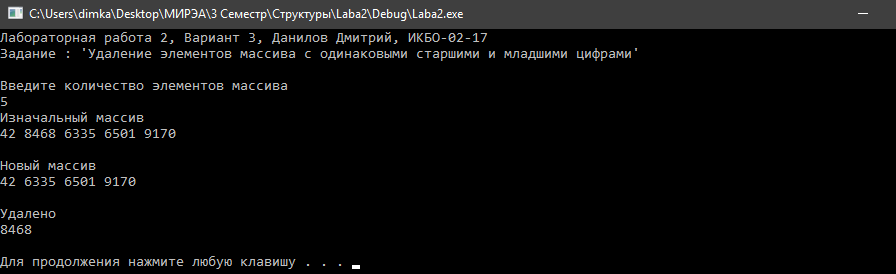 C:\Users\dimka\Desktop\МИРЭА\3 Семестр\Структуры\Laba2\Debug\Laba2.exe
Лабораторная работа 2, Вариант 3, Данилов Дмитрий, ИКБО-02-17
Задание : 'Удаление элементов массива с одинаковыми старшими и младшими цифрами'
Введите количество элементов массива
5
Изначальный массив
42 8468 6335 6501 9170
Новый массив
42 6335 6501 9170
Удалено
8468
Для продолжения нажмите любую клавишу . . .